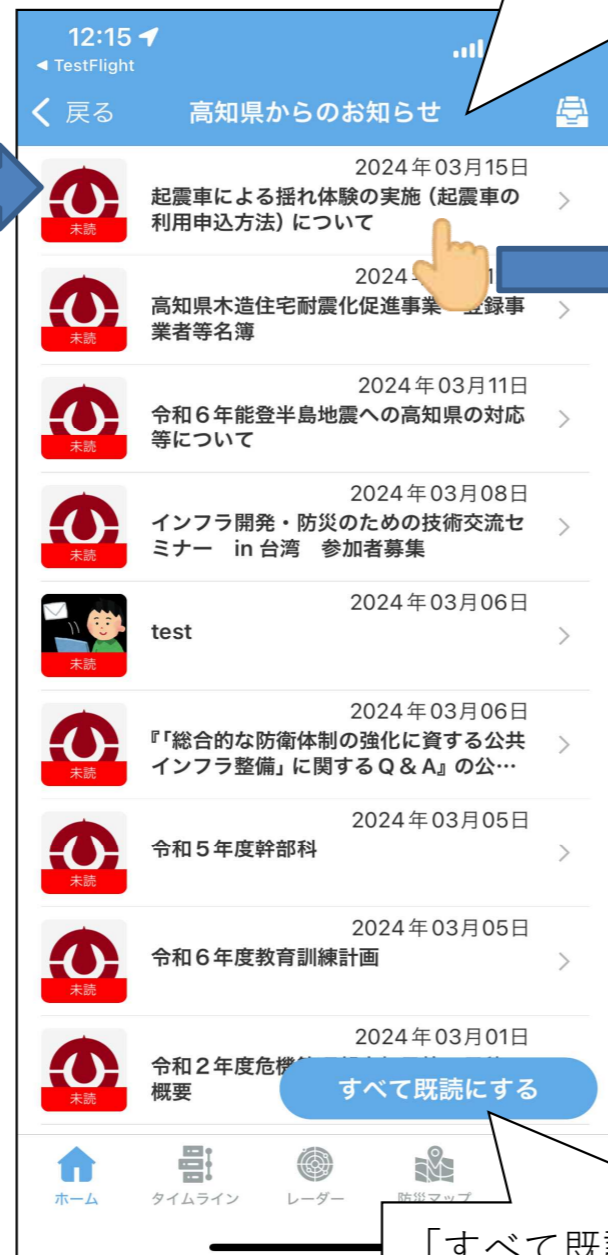 12:15
◀ TestFlight
戻る
高知県からのお知らせ
2024年03月15日
起震車による揺れ体験の実施（起震車の
利用申込方法）について
未読
2024
高知県木造住宅耐震化促進事業 登録事
業者等名簿
未読
2024年03月11日
令和６年能登半島地震への高知県の対応
等について
未読
2024年03月08日
インフラ開発・防災のための技術交流セ
ミナー　in 台湾　参加者募集
未読
2024年03月06日
test
未読
2024年03月06日
『「総合的な防衛体制の強化に資する公共
インフラ整備」に関するＱ＆Ａ』の公…
未読
2024年03月05日
令和５年度幹部科
未読
2024年03月05日
令和６年度教育訓練計画
未読
2024年03月01日
令和２年度危機
概要
未読
すべて既読にする
ホーム
タイムライン
レーダー
防災マップ
「すべて既